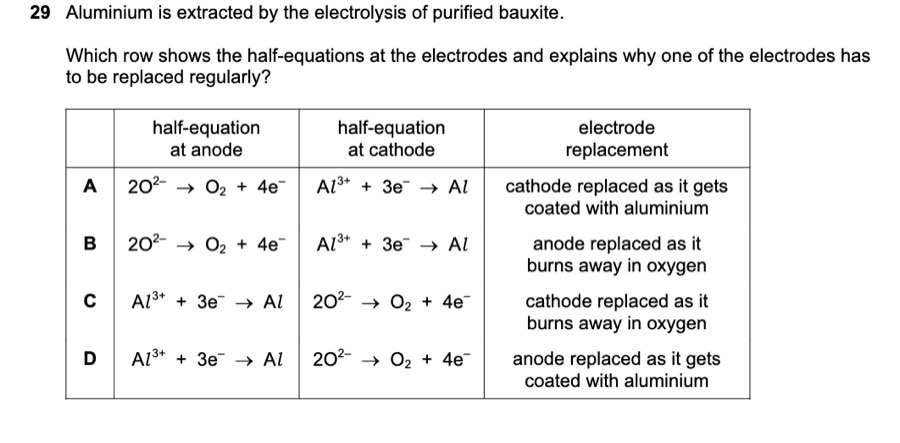 29 Aluminium is extracted by the electrolysis of purified bauxite.
Which row shows the half-equations at the electrodes and explains why one of the electrodes has
to be replaced regularly?
half-equation at anode | half-equation at cathode | electrode replacement
A | 2O²⁻ → O₂ + 4e⁻ | Al³⁺ + 3e⁻ → Al | cathode replaced as it gets coated with aluminium
B | 2O²⁻ → O₂ + 4e⁻ | Al³⁺ + 3e⁻ → Al | anode replaced as it burns away in oxygen
C | Al³⁺ + 3e⁻ → Al | 2O²⁻ → O₂ + 4e⁻ | cathode replaced as it burns away in oxygen
D | Al³⁺ + 3e⁻ → Al | 2O²⁻ → O₂ + 4e⁻ | anode replaced as it gets coated with aluminium